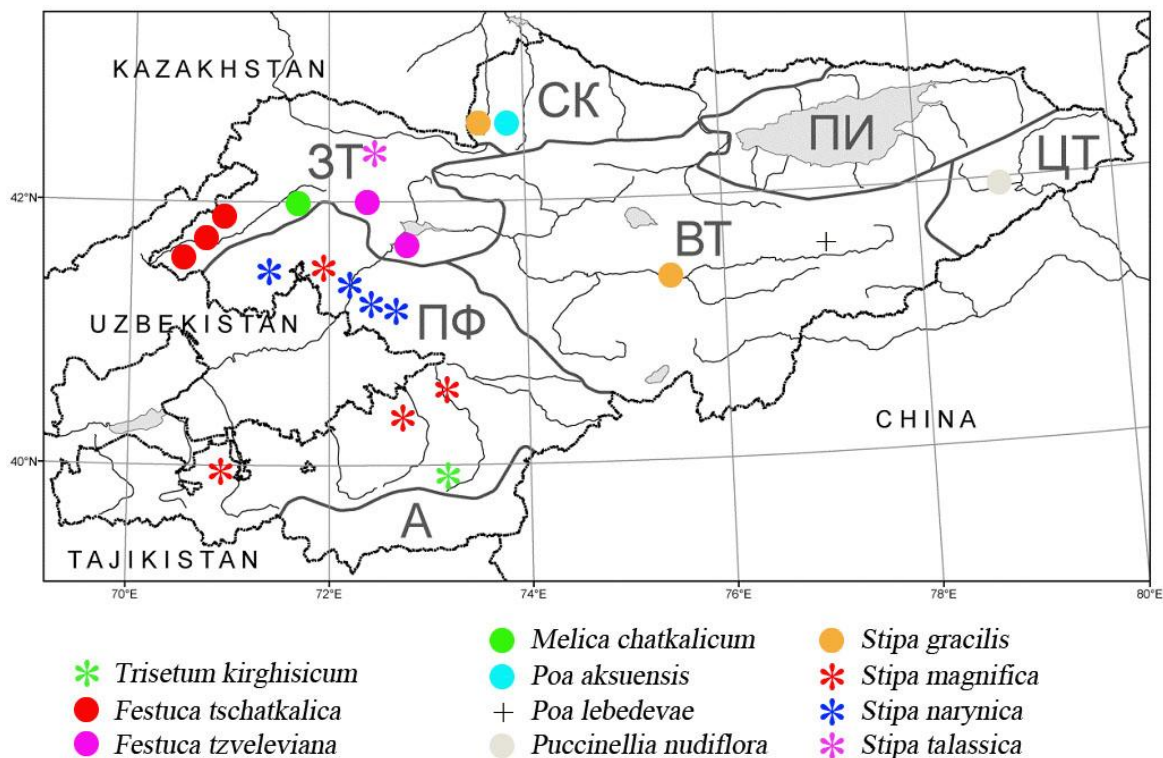 KAZAKHSTAN
СК
ПИ
ЦТ
ЗТ
42°N
ВТ
UZBEKISTAN
ПФ
CHINA
40°N
А
TAJIKISTAN
70°E 72°E 74°E 76°E 78°E 80°E
Trisetum kirghisicum
Festuca tschatkalica
Festuca tzveleviana
Melica chatkalicum
Poa aksuensis
Poa lebedevae
Puccinellia nudiflora
Stipa gracilis
Stipa magnifica
Stipa narynica
Stipa talassica